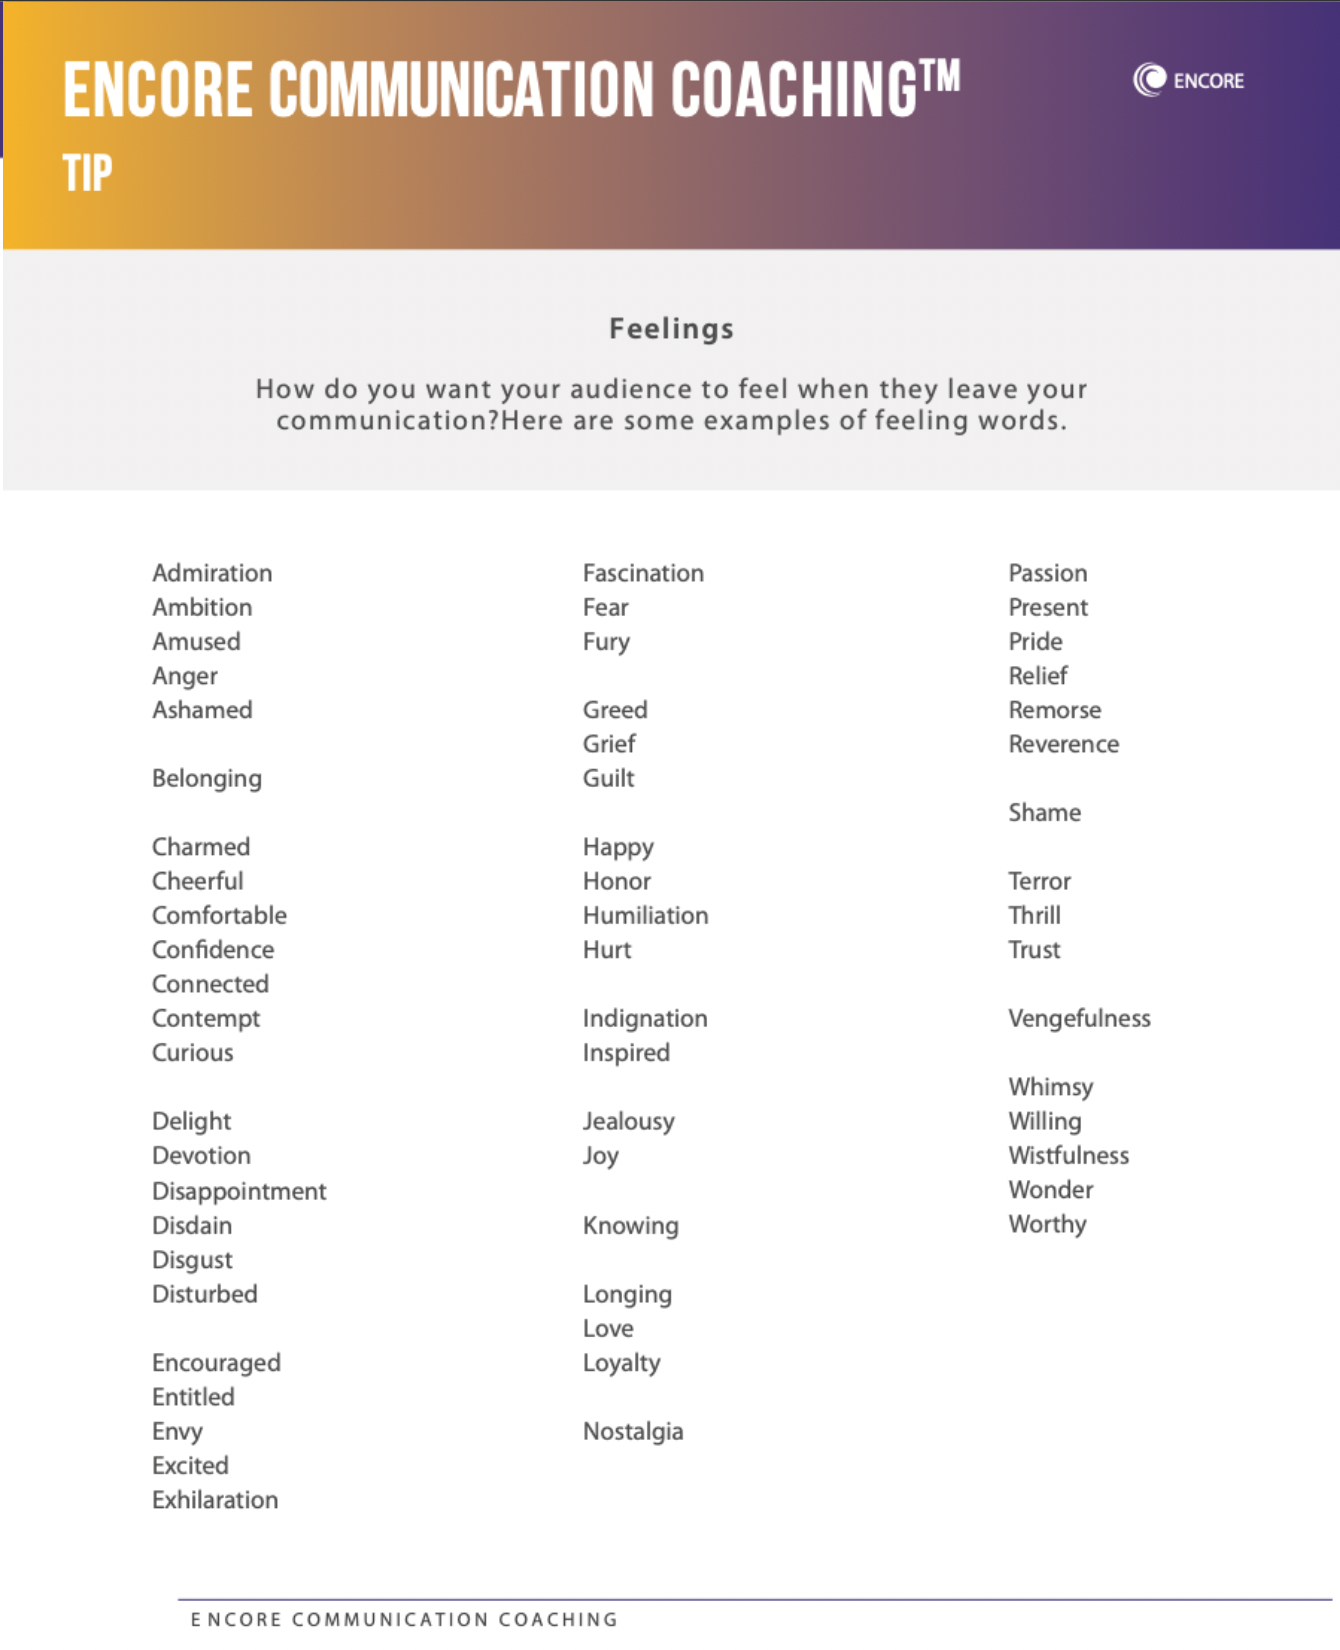 ENCORE COMMUNICATION COACHING™
ENCORE
TIP
Feelings
How do you want your audience to feel when they leave your
communication?Here are some examples of feeling words.
Admiration
Ambition
Amused
Anger
Ashamed
Belonging
Charmed
Cheerful
Comfortable
Confidence
Connected
Contempt
Curious
Delight
Devotion
Disappointment
Disdain
Disgust
Disturbed
Encouraged
Entitled
Envy
Excited
Exhilaration
Fascination
Fear
Fury
Greed
Grief
Guilt
Happy
Honor
Humiliation
Hurt
Indignation
Inspired
Jealousy
Joy
Knowing
Longing
Love
Loyalty
Nostalgia
Passion
Present
Pride
Relief
Remorse
Reverence
Shame
Terror
Thrill
Trust
Vengefulness
Whimsy
Willing
Wistfulness
Wonder
Worthy
ENCORE COMMUNICATION COACHING